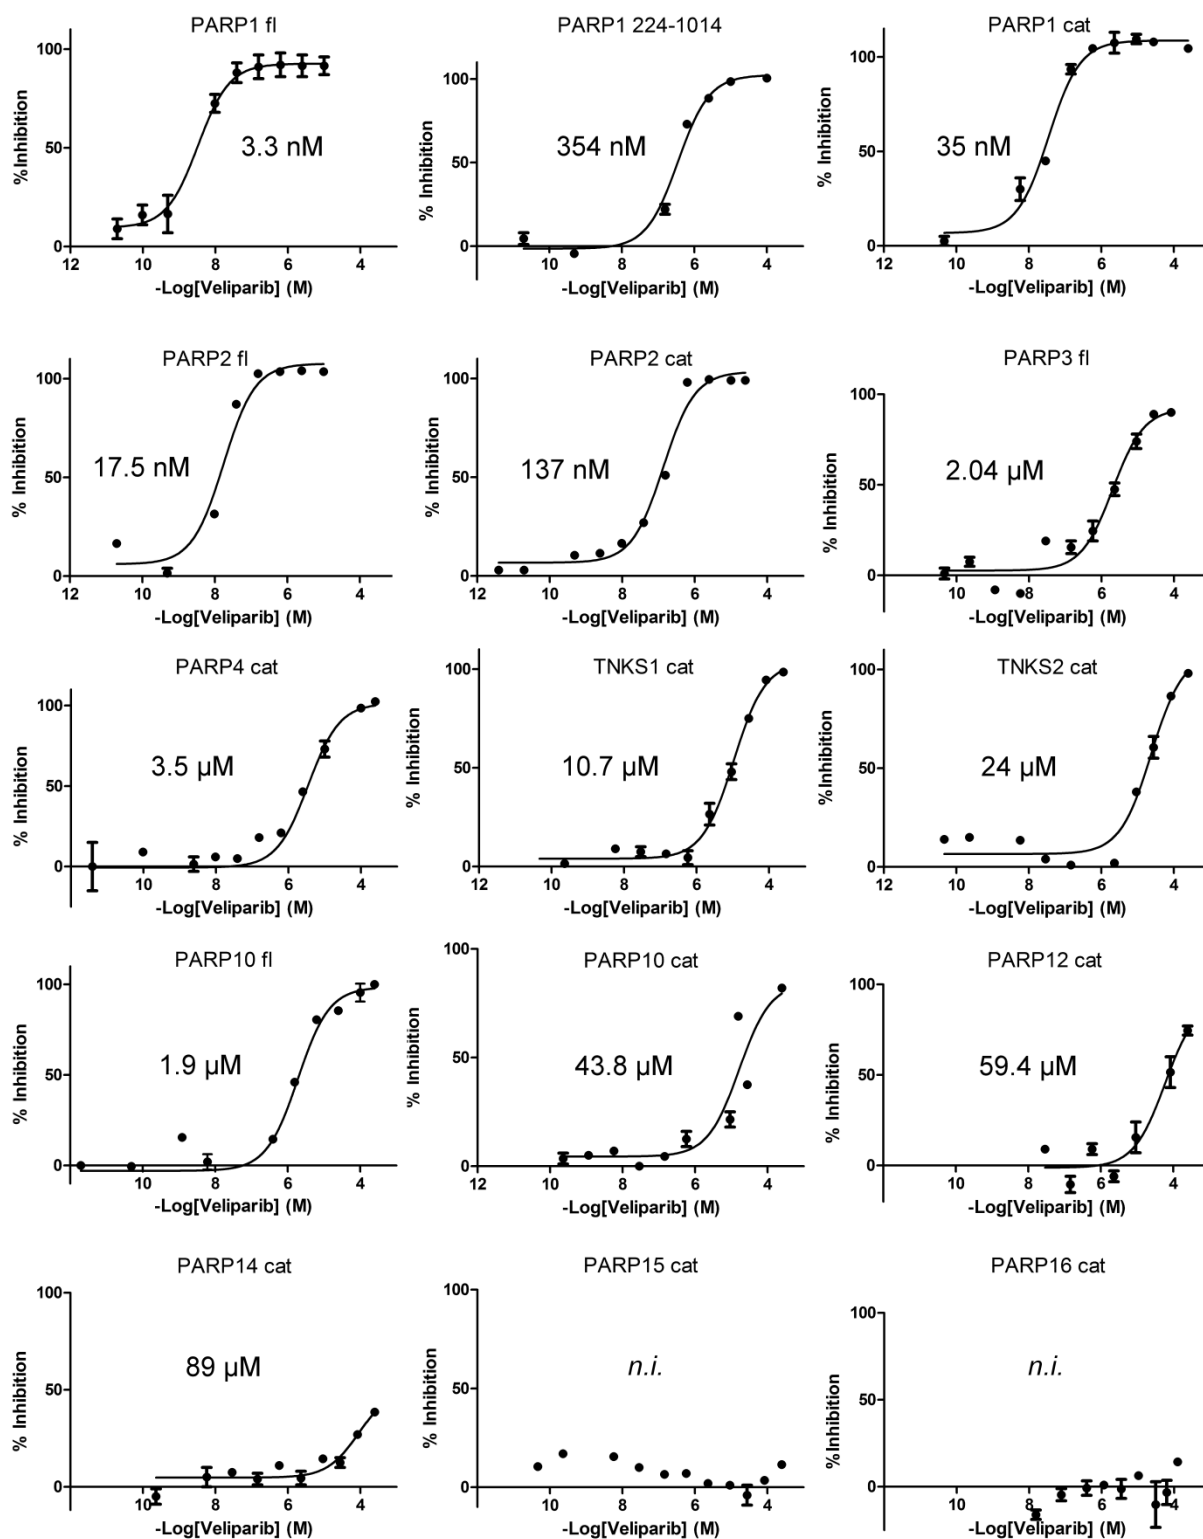 PARP1 fl
100
50
0
%Inhibition
3.3 nM
12 10 8 6 4
-Log[Veliparib] (M)
PARP1 224-1014
100
50
0
% Inhibition
354 nM
10 8 6 4
-Log[Veliparib] (M)
PARP1 cat
100
50
0
% Inhibition
35 nM
10 8 6 4
-Log[Veliparib] (M)
PARP2 fl
100
50
0
% Inhibition
17.5 nM
12 10 8 6 4
-Log[Veliparib] (M)
PARP2 cat
100
50
0
% Inhibition
137 nM
12 10 8 6 4
-Log[Veliparib] (M)
PARP3 fl
100
50
0
% Inhibition
2.04 µM
10 8 6 4
-Log[Veliparib] (M)
PARP4 cat
100
50
0
% Inhibition
3.5 µM
10 8 6 4
-Log[Veliparib] (M)
TNKS1 cat
100
50
0
% Inhibition
10.7 µM
12 10 8 6 4
-Log[Veliparib] (M)
TNKS2 cat
100
50
0
%Inhibition
24 µM
12 10 8 6 4
-Log[Veliparib] (M)
PARP10 fl
100
50
0
% Inhibition
1.9 µM
10 8 6 4
-Log[Veliparib] (M)
PARP10 cat
100
50
0
% Inhibition
43.8 µM
12 10 8 6 4
-Log[Veliparib] (M)
PARP12 cat
100
50
0
% Inhibition
59.4 µM
10 8 6 4
-Log[Veliparib] (M)
PARP14 cat
100
50
0
% Inhibition
89 µM
10 8 6 4
-Log[Veliparib] (M)
PARP15 cat
100
50
0
% Inhibition
n.i.
10 8 6 4
-Log[Veliparib] (M)
PARP16 cat
100
50
0
%Inhibition
n.i.
10 8 6 4
-Log[Veliparib] (M)